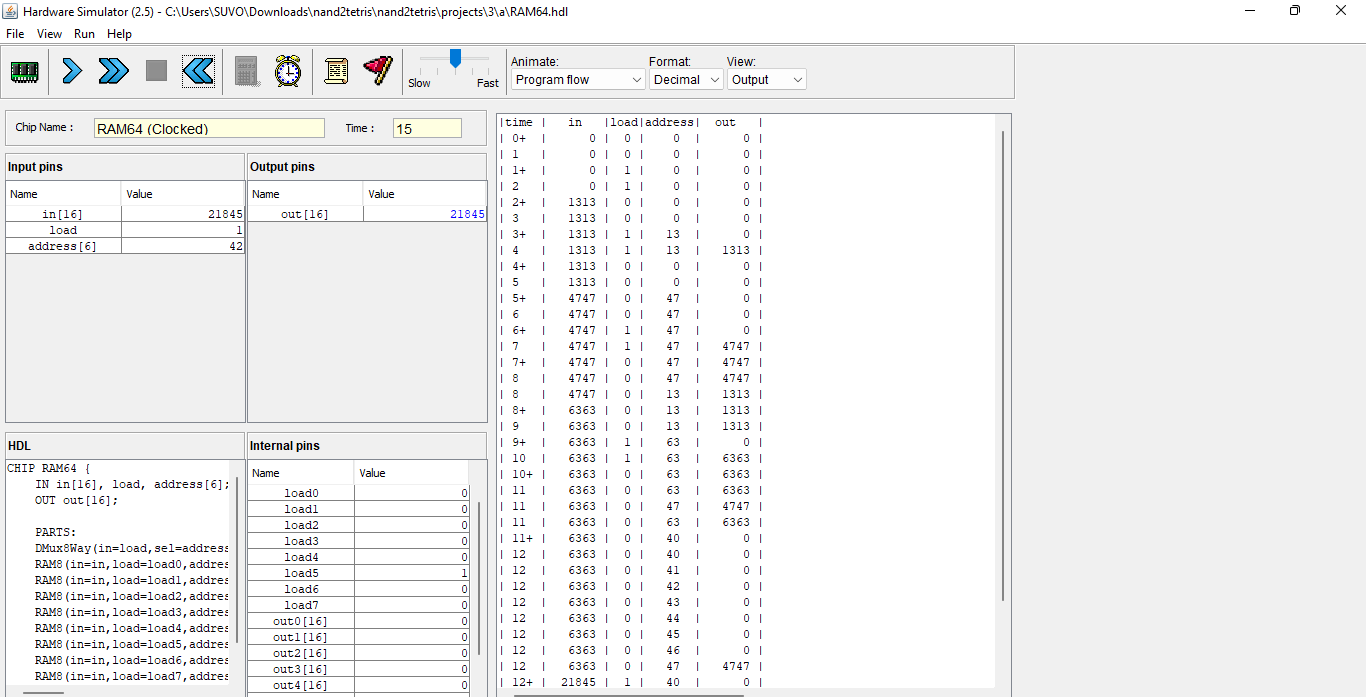 Hardware Simulator (2.5) - C:\Users\SUVO\Downloads\nand2tetris\nand2tetris\projects\3\a\RAM64.hdl
File View Run Help
Slow Fast
Animate: Format: View:
Program flow Decimal Output
Chip Name : RAM64 (Clocked) Time : 15
Input pins
Name Value
in[16] 21845
load 1
address[6] 42
Output pins
Name Value
out[16] 21845
HDL
CHIP RAM64 {
IN in[16], load, address[6];
OUT out[16];
PARTS:
DMux8Way(in=load,sel=address
RAM8(in=in,load=load0,addres
RAM8(in=in,load=load1,addres
RAM8(in=in,load=load2,addres
RAM8(in=in,load=load3,addres
RAM8(in=in,load=load4,addres
RAM8(in=in,load=load5,addres
RAM8(in=in,load=load6,addres
RAM8(in=in,load=load7,addres
Internal pins
Name Value
load0 0
load1 0
load2 0
load3 0
load4 0
load5 1
load6 0
load7 0
out0[16] 0
out1[16] 0
out2[16] 0
out3[16] 0
out4[16] 0
|time | in |load|address| out |
| 0+ | 0 | 0 | 0 | 0 |
| 1 | 0 | 0 | 0 | 0 |
| 1+ | 0 | 1 | 0 | 0 |
| 2 | 0 | 1 | 0 | 0 |
| 2+ | 1313 | 0 | 0 | 0 |
| 3 | 1313 | 0 | 0 | 0 |
| 3+ | 1313 | 1 | 13 | 0 |
| 4 | 1313 | 1 | 13 | 1313 |
| 4+ | 1313 | 0 | 0 | 0 |
| 5 | 1313 | 0 | 0 | 0 |
| 5+ | 4747 | 0 | 47 | 0 |
| 6 | 4747 | 0 | 47 | 0 |
| 6+ | 4747 | 1 | 47 | 0 |
| 7 | 4747 | 1 | 47 | 4747 |
| 7+ | 4747 | 0 | 47 | 4747 |
| 8 | 4747 | 0 | 47 | 4747 |
| 8 | 4747 | 0 | 13 | 1313 |
| 8+ | 6363 | 0 | 13 | 1313 |
| 9 | 6363 | 0 | 13 | 1313 |
| 9+ | 6363 | 1 | 63 | 0 |
| 10 | 6363 | 1 | 63 | 6363 |
| 10+ | 6363 | 0 | 63 | 6363 |
| 11 | 6363 | 0 | 63 | 6363 |
| 11 | 6363 | 0 | 47 | 4747 |
| 11 | 6363 | 0 | 63 | 6363 |
| 11+ | 6363 | 0 | 40 | 0 |
| 12 | 6363 | 0 | 40 | 0 |
| 12 | 6363 | 0 | 41 | 0 |
| 12 | 6363 | 0 | 42 | 0 |
| 12 | 6363 | 0 | 43 | 0 |
| 12 | 6363 | 0 | 44 | 0 |
| 12 | 6363 | 0 | 45 | 0 |
| 12 | 6363 | 0 | 46 | 0 |
| 12 | 6363 | 0 | 47 | 4747 |
| 12+ | 21845 | 1 | 40 | 0 |